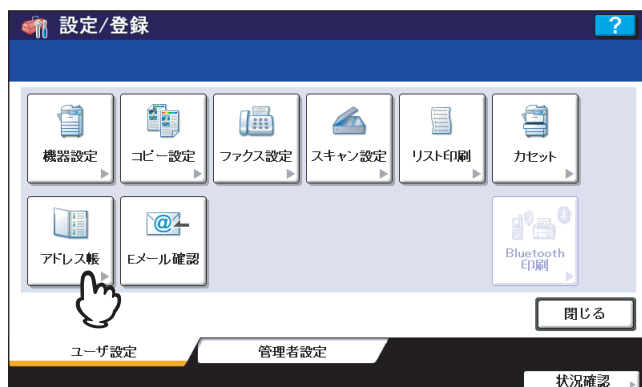 設定/登録
?
機器設定
コピー設定
ファクス設定
スキャン設定
リスト印刷
カセット
アドレス帳
Eメール確認
Bluetooth
印刷
閉じる
ユーザ設定
管理者設定
状況確認